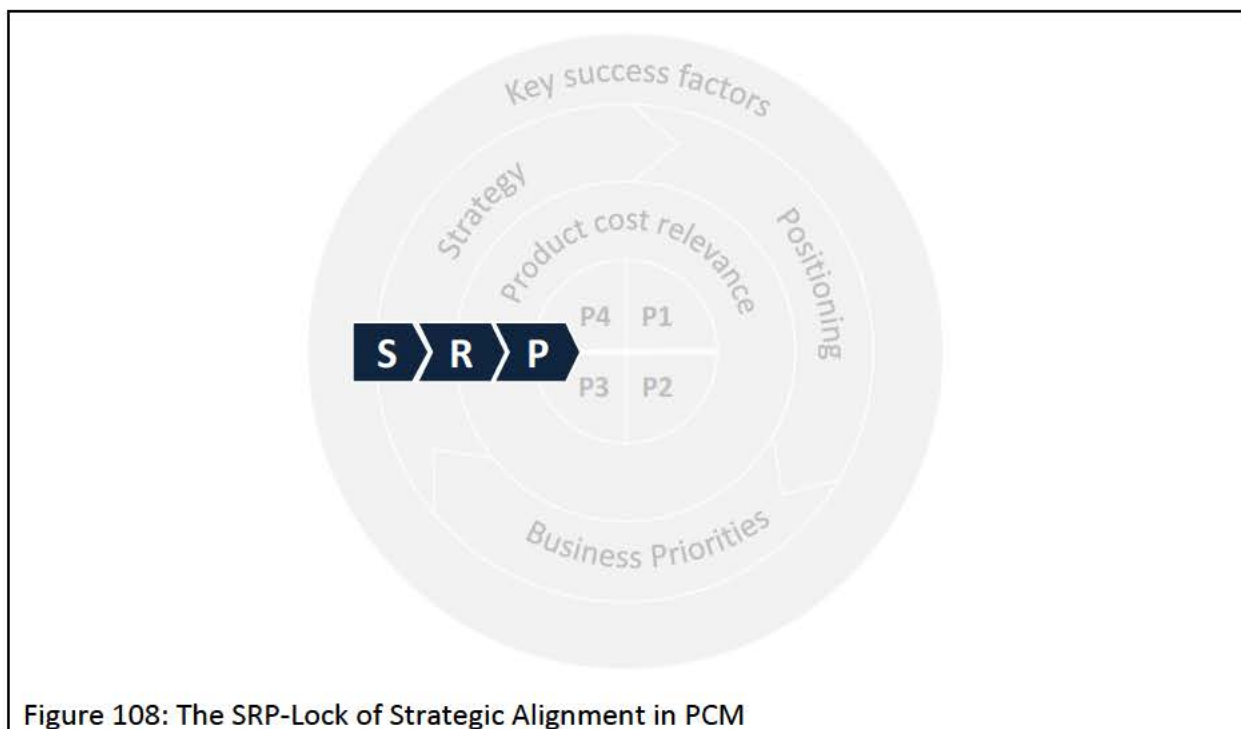 Key success factors
Strategy
Positioning
Product cost relevance
P4 P1
S R P
P3 P2
Business Priorities
Figure 108: The SRP-Lock of Strategic Alignment in PCM